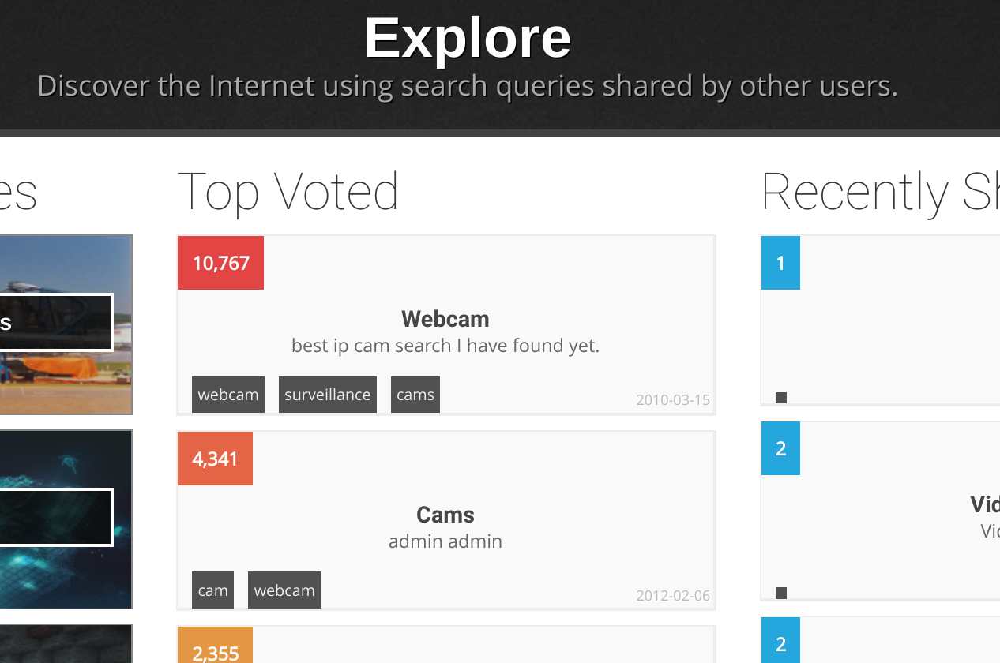 Explore
Discover the Internet using search queries shared by other users.
es
s
Top Voted
10,767
Webcam
best ip cam search I have found yet.
webcam surveillance cams
2010-03-15
4,341
Cams
admin admin
cam webcam
2012-02-06
2,355
Recently Sh
1
2
Vid
Vid
2